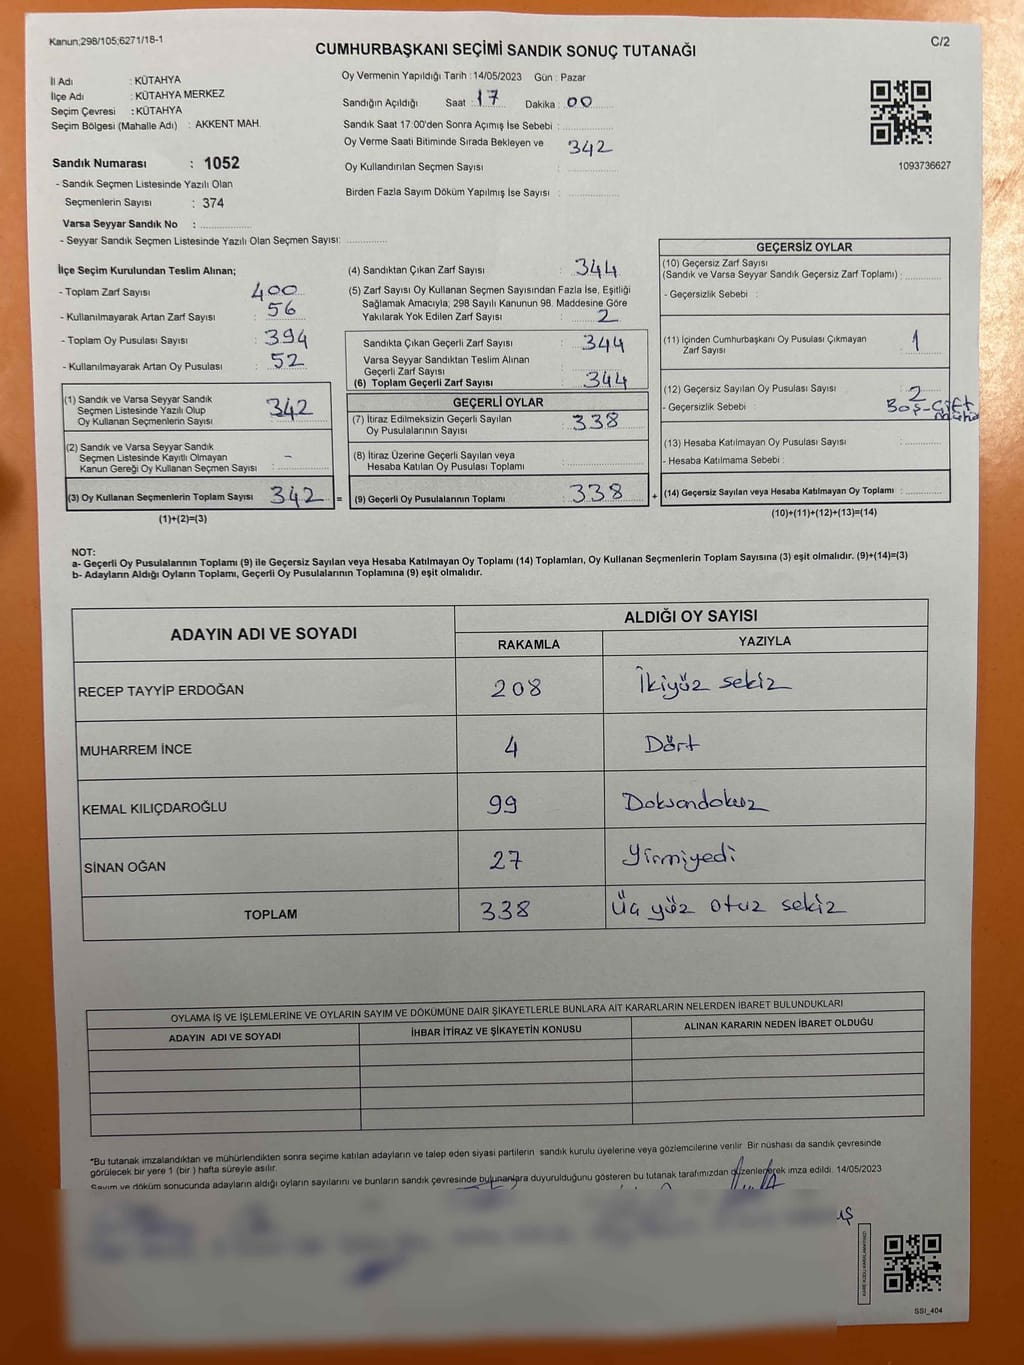 Kanun;298/105;6271/18-1
C/2
CUMHURBAŞKANI SEÇİMİ SANDIK SONUÇ TUTANAĞI
İl Adı : KÜTAHYA
İlçe Adı : KÜTAHYA MERKEZ
Seçim Çevresi : KÜTAHYA
Seçim Bölgesi (Mahalle Adı) : AKKENT MAH.
Oy Vermenin Yapıldığı Tarih : 14/05/2023 Gün : Pazar
Sandığın Açıldığı Saat : 17 Dakika : 00
Sandık Saat 17:00'den Sonra Açımış İse Sebebi :
Oy Verme Saati Bitiminde Sırada Bekleyen ve 342
Oy Kullandırılan Seçmen Sayısı :
Birden Fazla Sayım Döküm Yapılmış İse Sayısı :
1093736627
Sandık Numarası : 1052
- Sandık Seçmen Listesinde Yazılı Olan
Seçmenlerin Sayısı : 374
Varsa Seyyar Sandık No :
- Seyyar Sandık Seçmen Listesinde Yazılı Olan Seçmen Sayısı:
İlçe Seçim Kurulundan Teslim Alınan;
- Toplam Zarf Sayısı : 400
- Kullanılmayarak Artan Zarf Sayısı : 56
- Toplam Oy Pusulası Sayısı : 394
- Kullanılmayarak Artan Oy Pusulası : 52
(1) Sandık ve Varsa Seyyar Sandık
Seçmen Listesinde Yazılı Olup
Oy Kullanan Seçmenlerin Sayısı : 342
(2) Sandık ve Varsa Seyyar Sandık
Seçmen Listesinde Kayıtlı Olmayan
Kanun Gereği Oy Kullanan Seçmen Sayısı : -
(3) Oy Kullanan Seçmenlerin Toplam Sayısı 342 =
(1)+(2)=(3)
(4) Sandıktan Çıkan Zarf Sayısı : 344
(5) Zarf Sayısı Oy Kullanan Seçmen Sayısından Fazla İse, Eşitliği
Sağlamak Amacıyla; 298 Sayılı Kanunun 98. Maddesine Göre
Yakılarak Yok Edilen Zarf Sayısı : 2
Sandıkta Çıkan Geçerli Zarf Sayısı : 344
Varsa Seyyar Sandıktan Teslim Alınan
Geçerli Zarf Sayısı :
(6) Toplam Geçerli Zarf Sayısı : 344
GEÇERLİ OYLAR
(7) İtiraz Edilmeksizin Geçerli Sayılan
Oy Pusulalarının Sayısı : 338
(8) İtiraz Üzerine Geçerli Sayılan veya
Hesaba Katılan Oy Pusulası Toplamı :
(9) Geçerli Oy Pusulalarının Toplamı : 338 +
GEÇERSİZ OYLAR
(10) Geçersiz Zarf Sayısı
(Sandık ve Varsa Seyyar Sandık Geçersiz Zarf Toplamı) :
- Geçersizlik Sebebi :
(11) İçinden Cumhurbaşkanı Oy Pusulası Çıkmayan
Zarf Sayısı : 1
(12) Geçersiz Sayılan Oy Pusulası Sayısı : 2
- Geçersizlik Sebebi : Boş-Çift
(13) Hesaba Katılmayan Oy Pusulası Sayısı :
- Hesaba Katılmama Sebebi :
(14) Geçersiz Sayılan veya Hesaba Katılmayan Oy Toplamı :
(10)+(11)+(12)+(13)=(14)
NOT:
a- Geçerli Oy Pusulalarının Toplamı (9) ile Geçersiz Sayılan veya Hesaba Katılmayan Oy Toplamı (14) Toplamları, Oy Kullanan Seçmenlerin Toplam Sayısına (3) eşit olmalıdır. (9)+(14)=(3)
b- Adayların Aldığı Oyların Toplamı, Geçerli Oy Pusulalarının Toplamına (9) eşit olmalıdır.
ADAYIN ADI VE SOYADI
ALDIĞI OY SAYISI
RAKAMLA YAZIYLA
RECEP TAYYİP ERDOĞAN 208 İkiyüz sekiz
MUHARREM İNCE 4 Dört
KEMAL KILIÇDAROĞLU 99 Doksandokuz
SİNAN OĞAN 27 Yirmiyedi
TOPLAM 338 Üç yüz otuz sekiz
OYLAMA İŞ VE İŞLEMLERİNE VE OYLARIN SAYIM VE DÖKÜMÜNE DAİR ŞİKAYETLERLE BUNLARA AİT KARARLARIN NELERDEN İBARET BULUNDUKLARI
ADAYIN ADI VE SOYADI
İHBAR İTİRAZ VE ŞİKAYETİN KONUSU
ALINAN KARARIN NEDEN İBARET OLDUĞU
*Bu tutanak imzalandıktan ve mühürlendikten sonra seçime katılan adayların ve talep eden siyasi partilerin sandık kurulu üyelerine veya gözlemcilerine verilir. Bir nüshası da sandık çevresinde
görülecek bir yere 1 (bir ) hafta süreyle asılır.
Sayım ve döküm sonucunda adayların aldığı oyların sayılarını ve bunların sandık çevresinde bulunanlara duyurulduğunu gösteren bu tutanak tarafımızdan düzenlenerek imza edildi. 14/05/2023
SSI_404